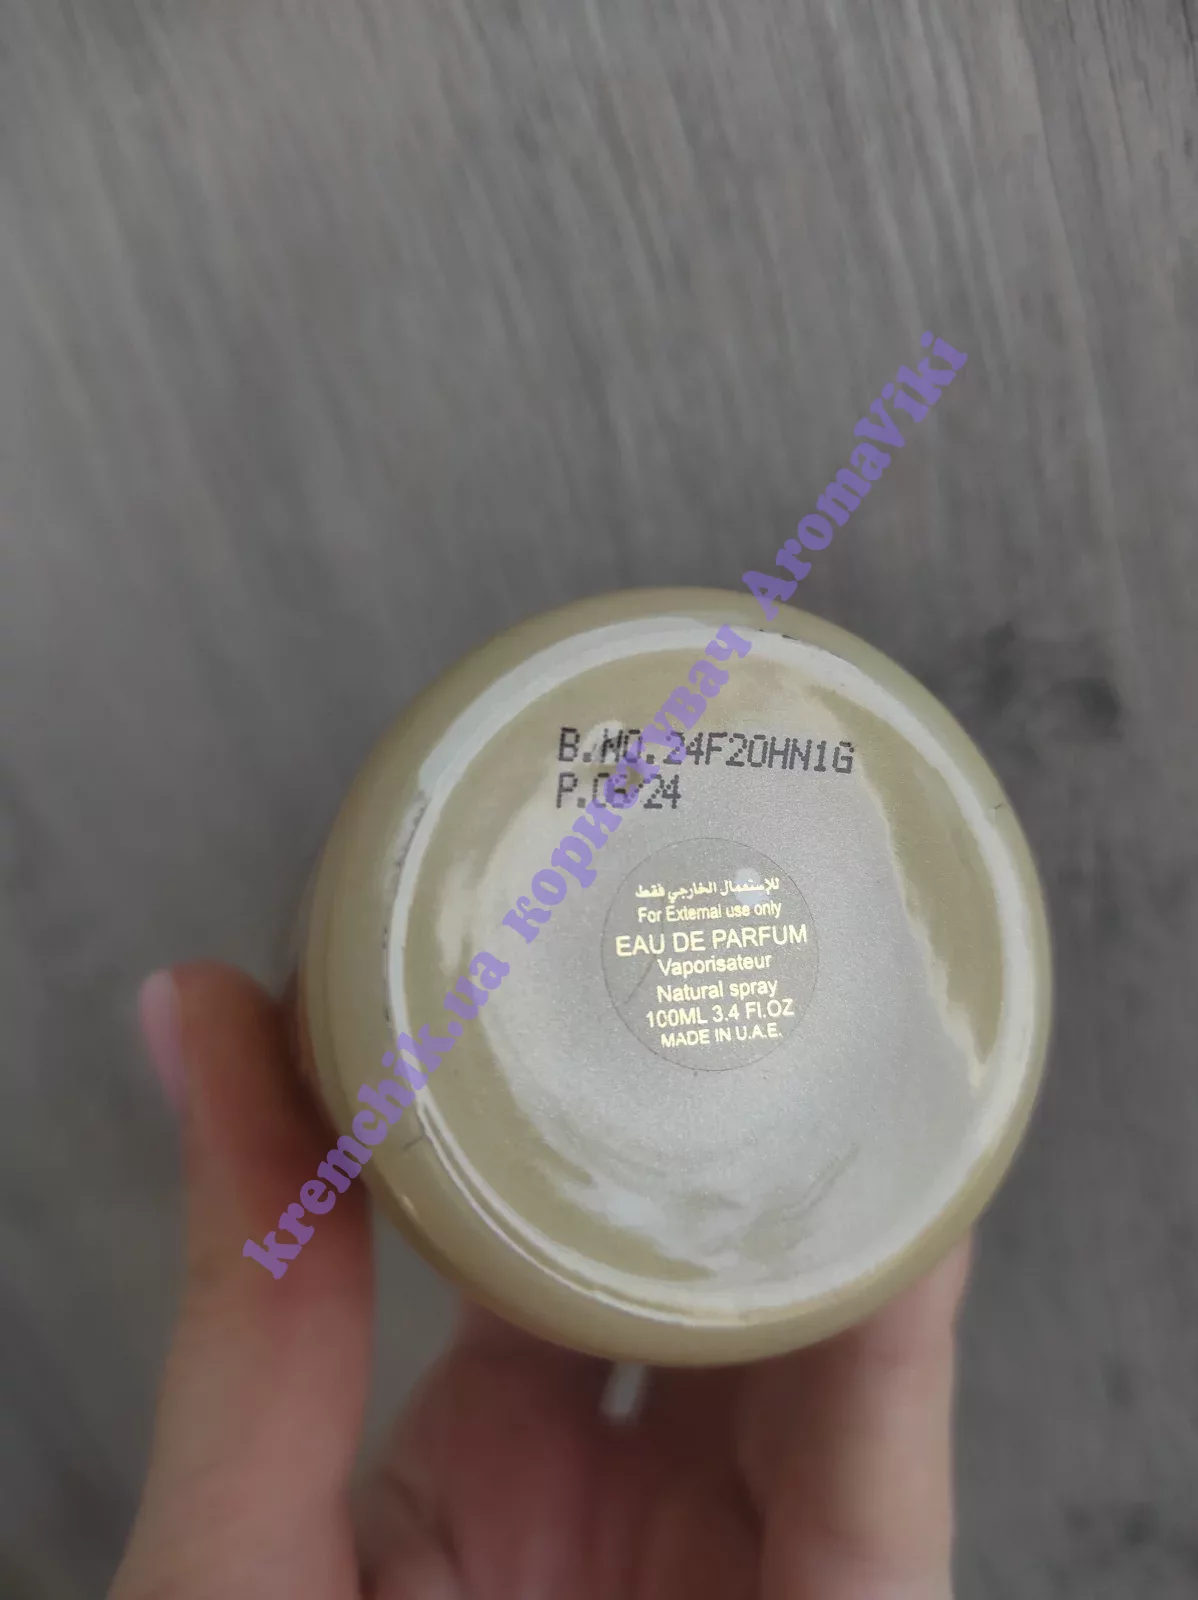 B.NO.24F20HN1G
P.06/24
للإستعمال الخارجي فقط
For External use only
EAU DE PARFUM
Vaporisateur
Natural spray
100ML 3.4 Fl.OZ
MADE IN U.A.E.
kremchik.ua користувач AromaViki